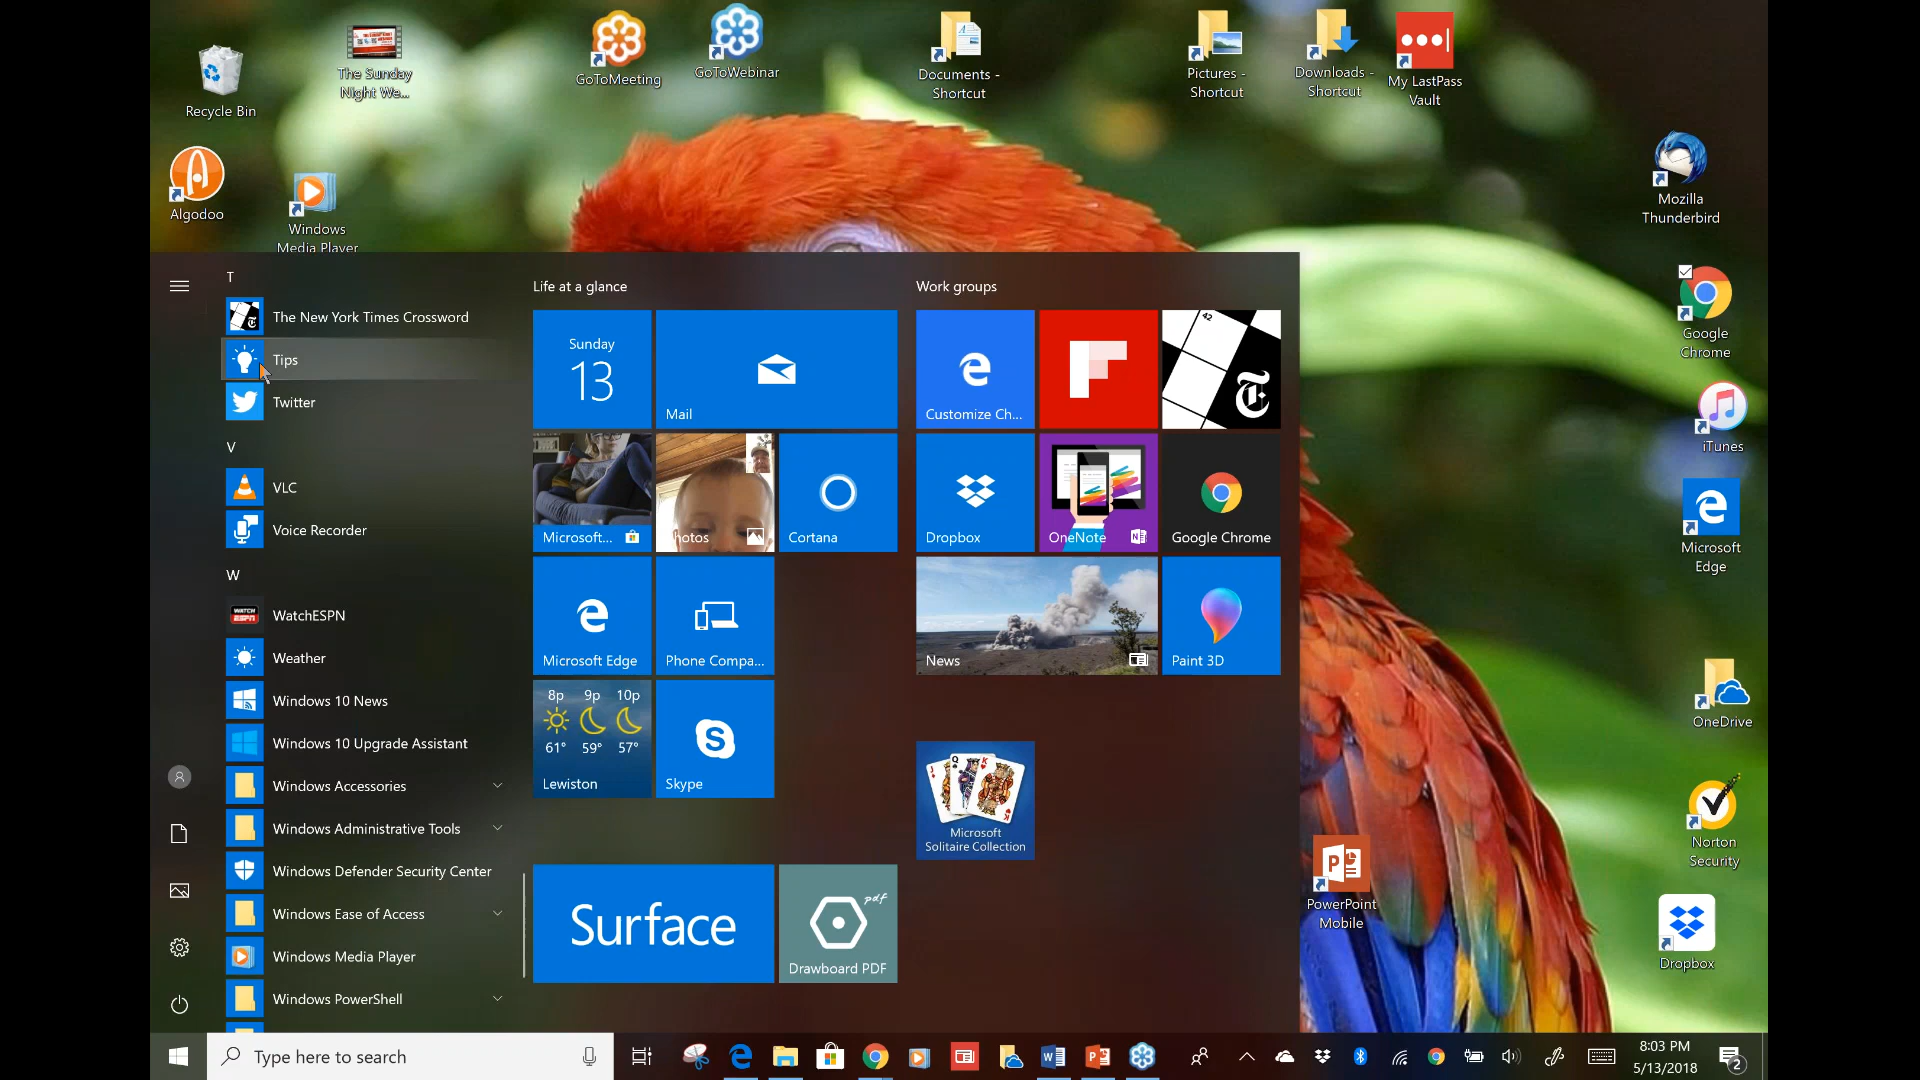 Recycle Bin
The Sunday
Night We...
GoToMeeting
GoToWebinar
Documents -
Shortcut
Pictures -
Shortcut
Downloads -
Shortcut
My LastPass
Vault
Algodoo
Windows
Media Player
Mozilla
Thunderbird
Google
Chrome
iTunes
Microsoft
Edge
OneDrive
Norton
Security
PowerPoint
Mobile
Dropbox
T
The New York Times Crossword
Tips
Twitter
V
VLC
Voice Recorder
W
WATCH
ESPN
WatchESPN
Weather
Windows 10 News
Windows 10 Upgrade Assistant
Windows Accessories
Windows Administrative Tools
Windows Defender Security Center
Windows Ease of Access
Windows Media Player
Windows PowerShell
Life at a glance
Sunday
13
Mail
Microsoft...
hotos
Cortana
Microsoft Edge
Phone Compa...
8p 9p 10p
61° 59° 57°
Lewiston
Skype
Surface
pdf
Drawboard PDF
Work groups
Customize Ch...
42
Dropbox
OneNote
Google Chrome
News
Paint 3D
J Q K
Microsoft
Solitaire Collection
Type here to search
8:03 PM
5/13/2018
2